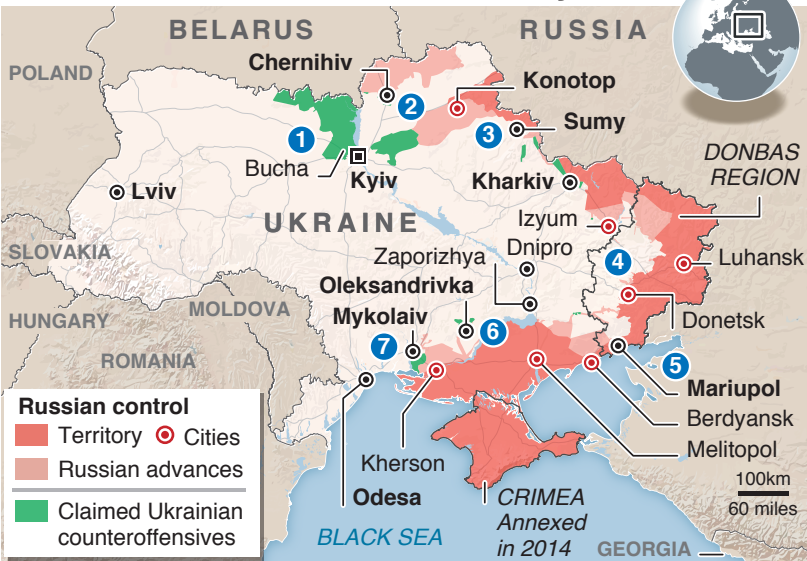 BELARUS
RUSSIA
POLAND
Chernihiv
Konotop
2
1
3
Sumy
Bucha
Kyiv
DONBAS
REGION
Lviv
Kharkiv
UKRAINE
Izyum
SLOVAKIA
Zaporizhya
Dnipro
4
Luhansk
Oleksandrivka
MOLDOVA
HUNGARY
Mykolaiv
6
Donetsk
7
ROMANIA
5
Mariupol
Berdyansk
Melitopol
Russian control
Territory
Cities
Russian advances
Claimed Ukrainian
counteroffensives
Kherson
Odesa
BLACK SEA
CRIMEA
Annexed
in 2014
100km
60 miles
GEORGIA